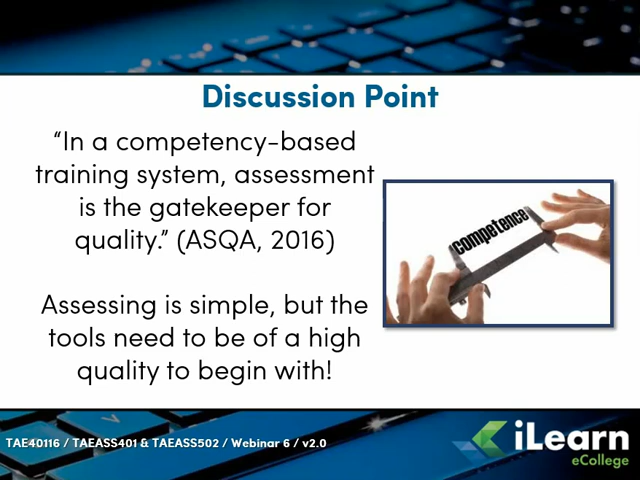 Discussion Point
“In a competency-based
training system, assessment
is the gatekeeper for
quality.” (ASQA, 2016)
competence
Assessing is simple, but the
tools need to be of a high
quality to begin with!
TAE40116 / TAEASS401 & TAEASS502 / Webinar 6 / v2.0
iLearn
eCollege